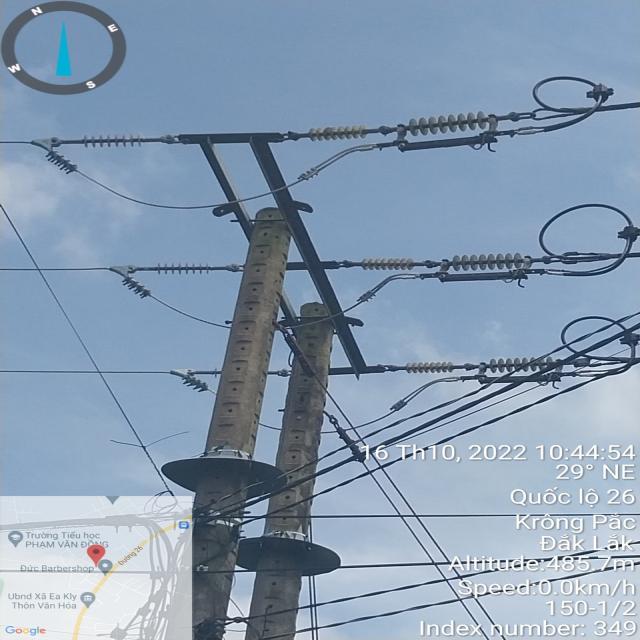 N
E
W
S
16 Th10, 2022 10:44:54
29° NE
Quốc lộ 26
Krông Pắc
Đắk Lắk
Altitude:485.7m
Speed:0.0km/h
150-1/2
Index number: 349
Trường Tiểu học
PHẠM VĂN ĐỒNG
Đường 26
Đức Barbershop
Ubnd Xã Ea Kly
Thôn Văn Hóa
Google